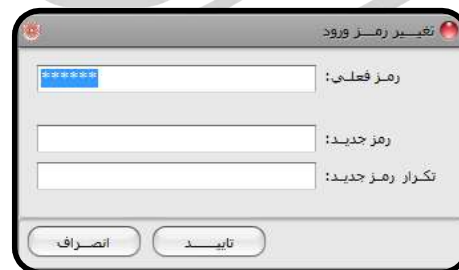 تغییر رمز ورود
رمز فعلی:
******
رمز جدید:
تکرار رمز جدید:
تایید
انصراف